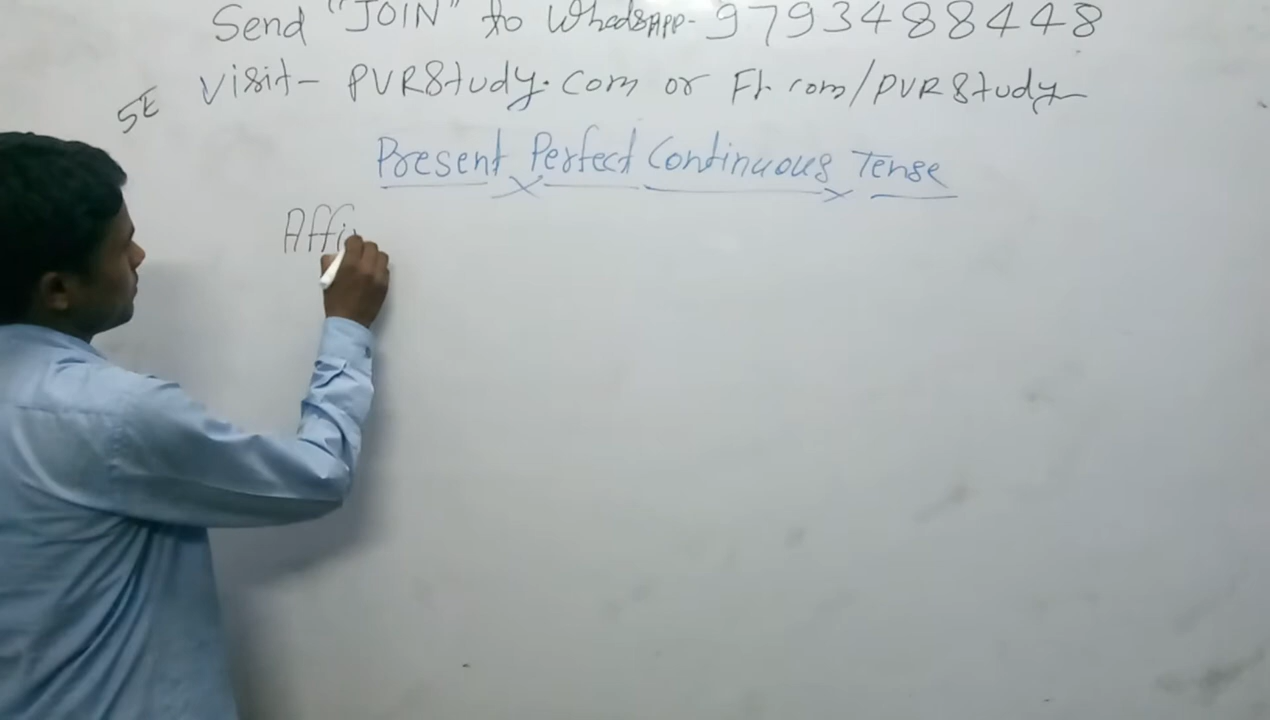 Send "JOIN" to WhatsApp- 9793488448
Visit- PVRStudy.com or Fb.com/PVRStudy
5E
Present Perfect Continuous Tense
Affi